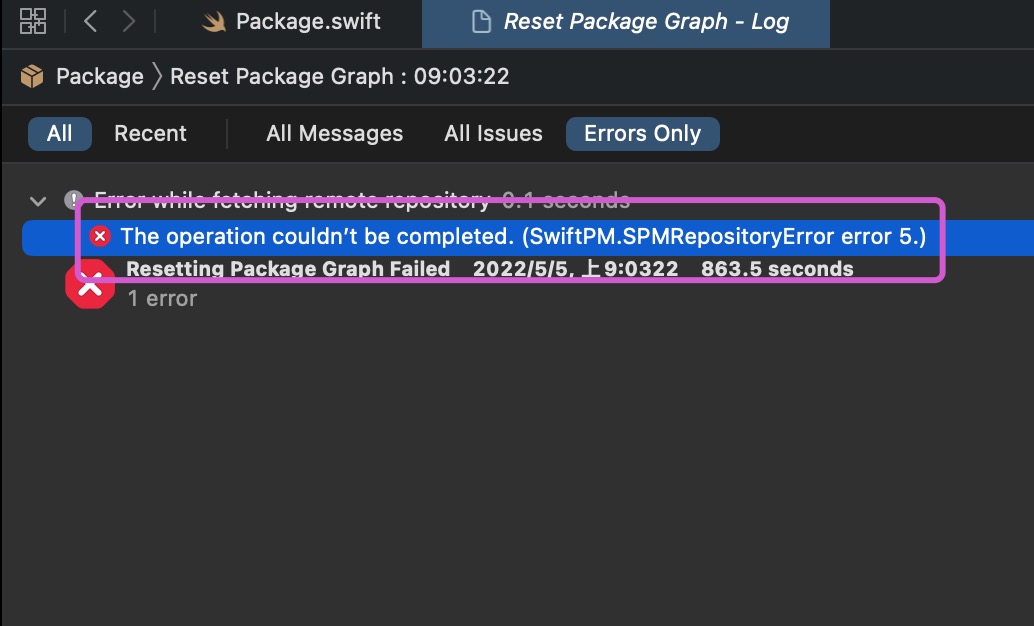 Package.swift Reset Package Graph - Log
Package Reset Package Graph : 09:03:22
All Recent All Messages All Issues Errors Only
Error while fetching remote repository 0.1 seconds
The operation couldn’t be completed. (SwiftPM.SPMRepositoryError error 5.)
Resetting Package Graph Failed 2022/5/5, 上9:0322 863.5 seconds
1 error